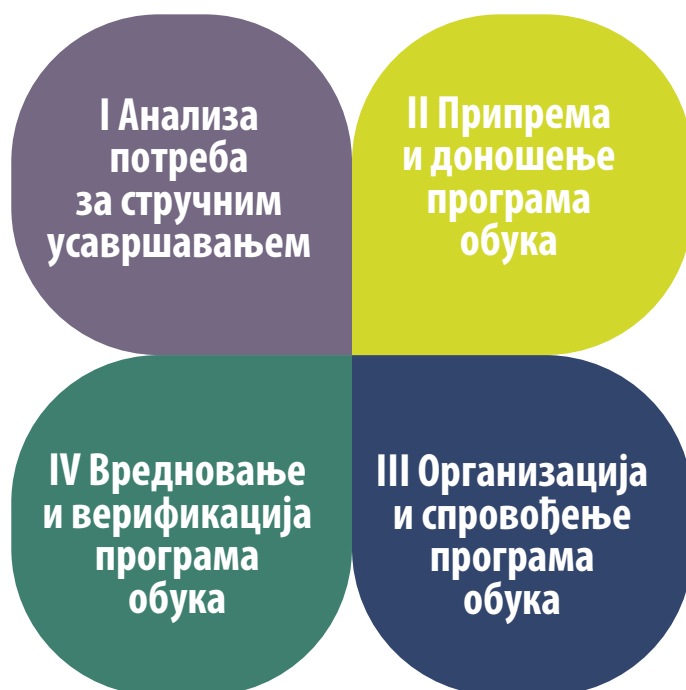 I Анализа
потреба
за стручним
усавршавањем
II Припрема
и доношење
програма
обука
III Организација
и спровођење
програма
обука
IV Вредновање
и верификација
програма
обука